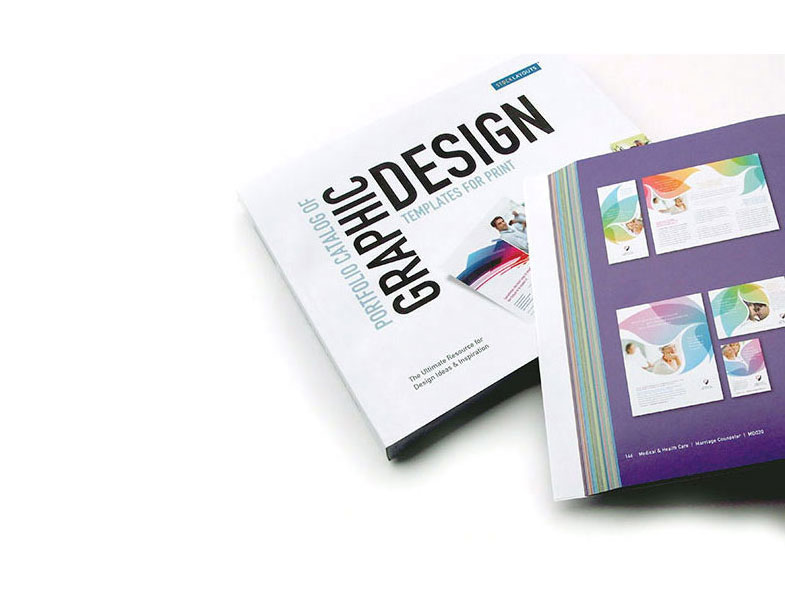 STOCKLAYOUTS
PORTFOLIO CATALOG OF
GRAPHIC
DESIGN
TEMPLATES FOR PRINT
The Ultimate Resource for
Design Ideas & Inspiration
144 Medical & Health Care | Marriage Counselor | MD020